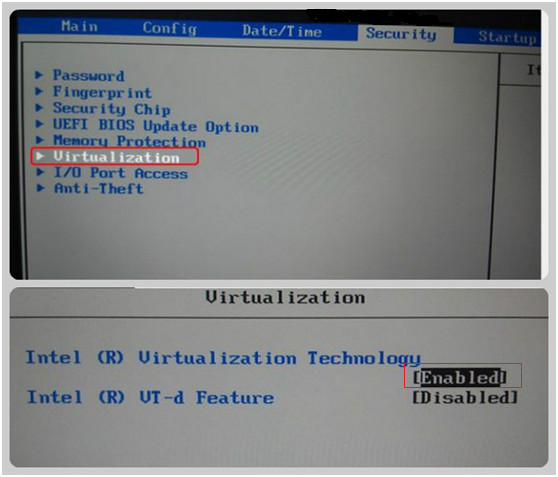 Main Config Date/Time Security Startup
It
Password
Fingerprint
Security Chip
UEFI BIOS Update Option
Memory Protection
Virtualization
I/O Port Access
Anti-Theft
Virtualization
Intel (R) Virtualization Technology
[Enabled]
Intel (R) VT-d Feature [Disabled]